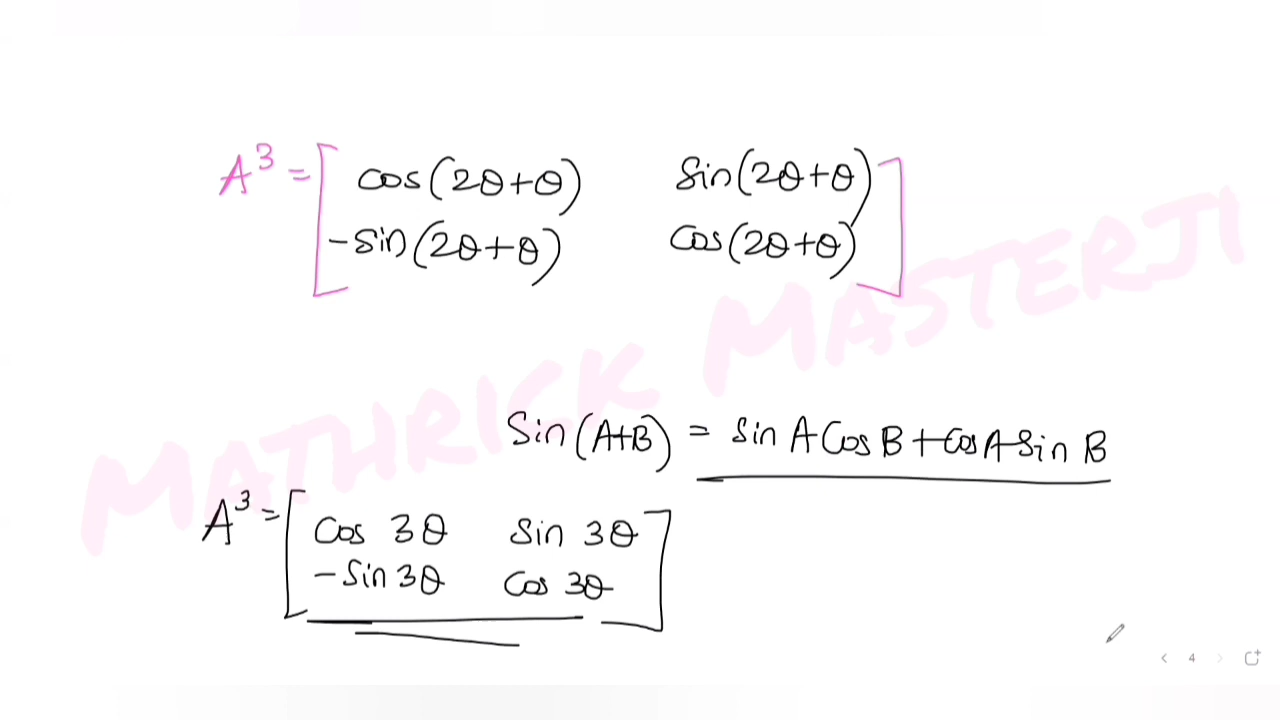 A³ = [ cos(2θ+θ) Sin(2θ+θ)
-sin(2θ+θ) Cos(2θ+θ) ]
MATHRICK MASTERJI
Sin(A+B) = Sin A Cos B + Cos A Sin B
A³ = [ Cos 3θ Sin 3θ
-Sin 3θ Cos 3θ ]
< 4 >